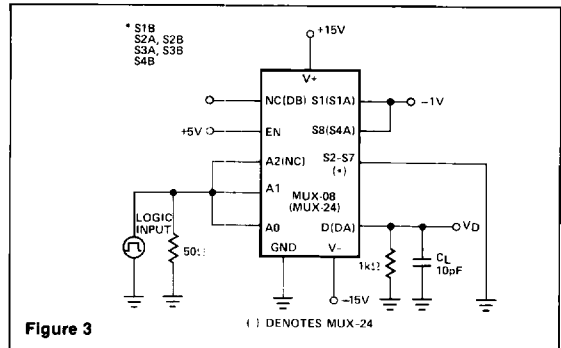 * S1B
S2A, S2B
S3A, S3B
S4B
+15V
V+
NC(DB) S1(S1A) −1V
+5V EN S8(S4A)
A2(NC) S2-S7
(*)
A1 MUX-08
(MUX-24)
LOGIC
INPUT
50Ω
A0 D(DA) VD
GND V−
1kΩ
CL
10pF
−15V
Figure 3
( ) DENOTES MUX-24